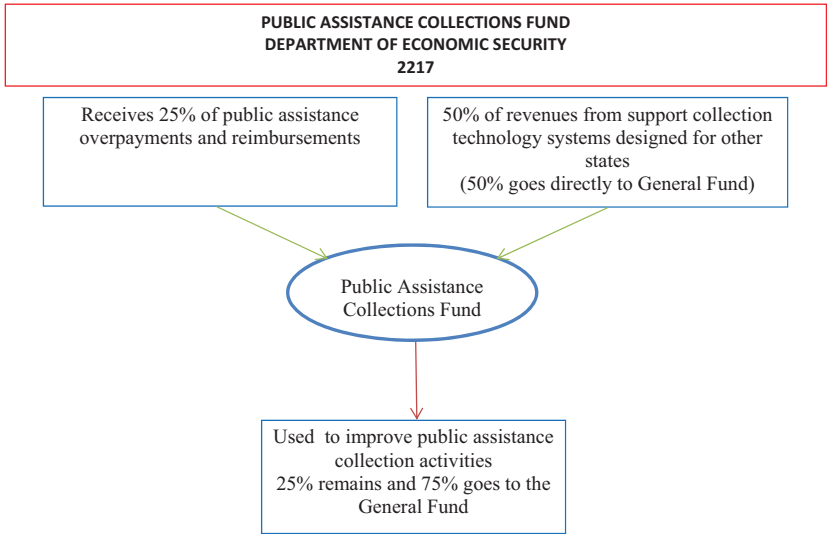 PUBLIC ASSISTANCE COLLECTIONS FUND
DEPARTMENT OF ECONOMIC SECURITY
2217
Receives 25% of public assistance
overpayments and reimbursements
50% of revenues from support collection
technology systems designed for other
states
(50% goes directly to General Fund)
Public Assistance
Collections Fund
Used to improve public assistance
collection activities
25% remains and 75% goes to the
General Fund